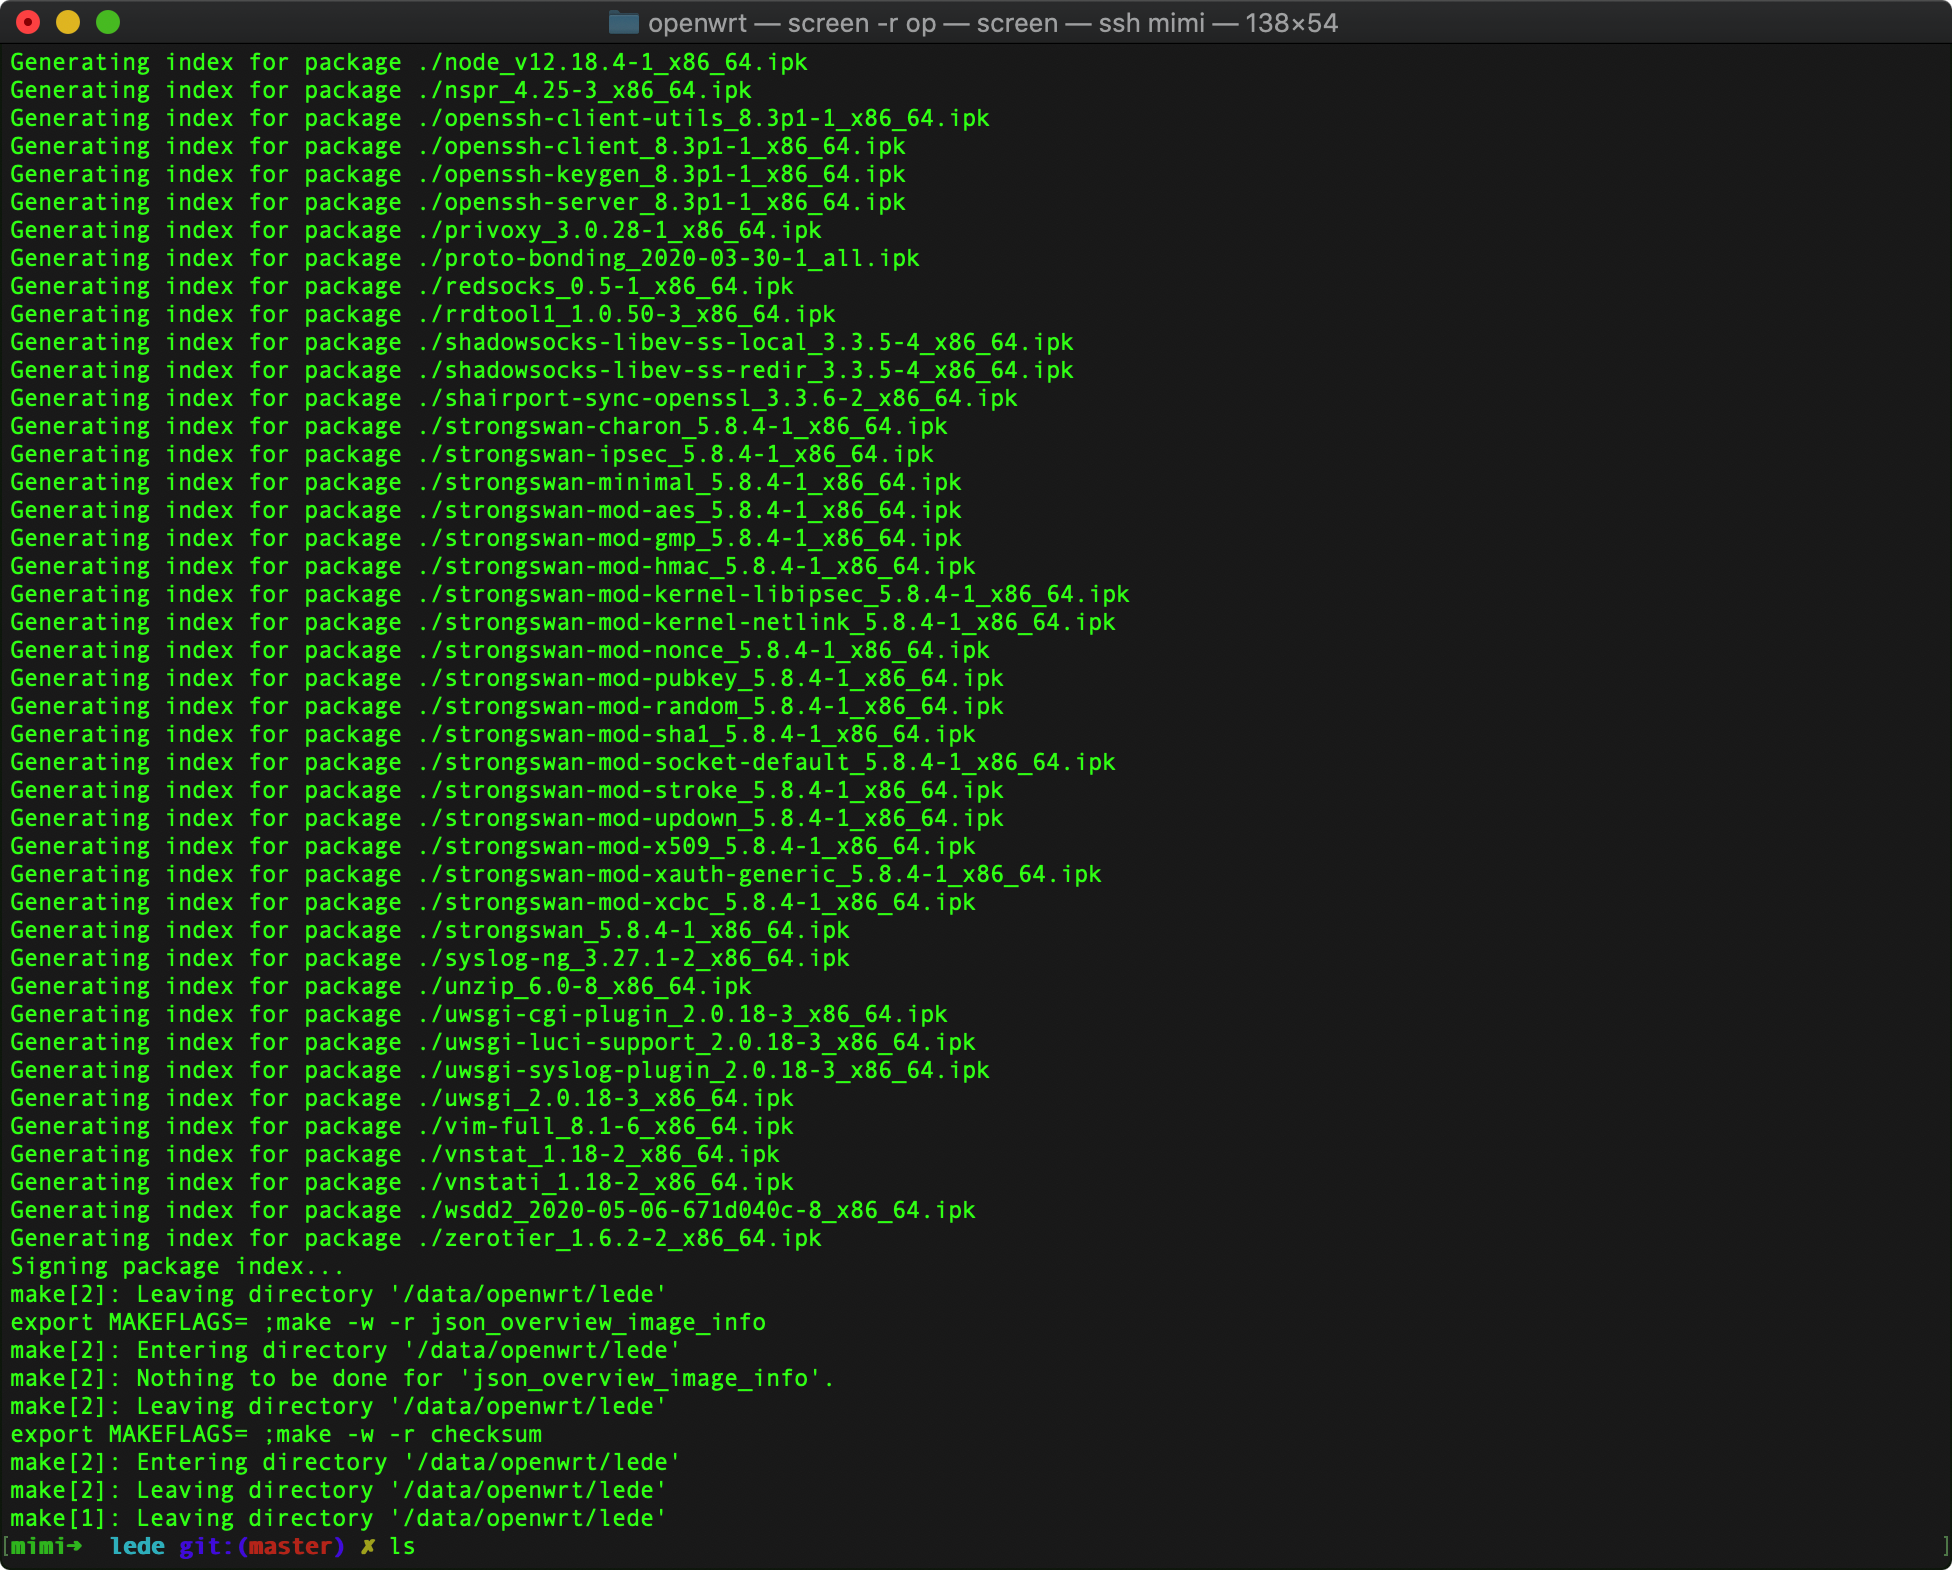 openwrt — screen -r op — screen — ssh mimi — 138×54
Generating index for package ./node_v12.18.4-1_x86_64.ipk
Generating index for package ./nspr_4.25-3_x86_64.ipk
Generating index for package ./openssh-client-utils_8.3p1-1_x86_64.ipk
Generating index for package ./openssh-client_8.3p1-1_x86_64.ipk
Generating index for package ./openssh-keygen_8.3p1-1_x86_64.ipk
Generating index for package ./openssh-server_8.3p1-1_x86_64.ipk
Generating index for package ./privoxy_3.0.28-1_x86_64.ipk
Generating index for package ./proto-bonding_2020-03-30-1_all.ipk
Generating index for package ./redsocks_0.5-1_x86_64.ipk
Generating index for package ./rrdtool1_1.0.50-3_x86_64.ipk
Generating index for package ./shadowsocks-libev-ss-local_3.3.5-4_x86_64.ipk
Generating index for package ./shadowsocks-libev-ss-redir_3.3.5-4_x86_64.ipk
Generating index for package ./shairport-sync-openssl_3.3.6-2_x86_64.ipk
Generating index for package ./strongswan-charon_5.8.4-1_x86_64.ipk
Generating index for package ./strongswan-ipsec_5.8.4-1_x86_64.ipk
Generating index for package ./strongswan-minimal_5.8.4-1_x86_64.ipk
Generating index for package ./strongswan-mod-aes_5.8.4-1_x86_64.ipk
Generating index for package ./strongswan-mod-gmp_5.8.4-1_x86_64.ipk
Generating index for package ./strongswan-mod-hmac_5.8.4-1_x86_64.ipk
Generating index for package ./strongswan-mod-kernel-libipsec_5.8.4-1_x86_64.ipk
Generating index for package ./strongswan-mod-kernel-netlink_5.8.4-1_x86_64.ipk
Generating index for package ./strongswan-mod-nonce_5.8.4-1_x86_64.ipk
Generating index for package ./strongswan-mod-pubkey_5.8.4-1_x86_64.ipk
Generating index for package ./strongswan-mod-random_5.8.4-1_x86_64.ipk
Generating index for package ./strongswan-mod-sha1_5.8.4-1_x86_64.ipk
Generating index for package ./strongswan-mod-socket-default_5.8.4-1_x86_64.ipk
Generating index for package ./strongswan-mod-stroke_5.8.4-1_x86_64.ipk
Generating index for package ./strongswan-mod-updown_5.8.4-1_x86_64.ipk
Generating index for package ./strongswan-mod-x509_5.8.4-1_x86_64.ipk
Generating index for package ./strongswan-mod-xauth-generic_5.8.4-1_x86_64.ipk
Generating index for package ./strongswan-mod-xcbc_5.8.4-1_x86_64.ipk
Generating index for package ./strongswan_5.8.4-1_x86_64.ipk
Generating index for package ./syslog-ng_3.27.1-2_x86_64.ipk
Generating index for package ./unzip_6.0-8_x86_64.ipk
Generating index for package ./uwsgi-cgi-plugin_2.0.18-3_x86_64.ipk
Generating index for package ./uwsgi-luci-support_2.0.18-3_x86_64.ipk
Generating index for package ./uwsgi-syslog-plugin_2.0.18-3_x86_64.ipk
Generating index for package ./uwsgi_2.0.18-3_x86_64.ipk
Generating index for package ./vim-full_8.1-6_x86_64.ipk
Generating index for package ./vnstat_1.18-2_x86_64.ipk
Generating index for package ./vnstati_1.18-2_x86_64.ipk
Generating index for package ./wsdd2_2020-05-06-671d040c-8_x86_64.ipk
Generating index for package ./zerotier_1.6.2-2_x86_64.ipk
Signing package index...
make[2]: Leaving directory '/data/openwrt/lede'
export MAKEFLAGS= ;make -w -r json_overview_image_info
make[2]: Entering directory '/data/openwrt/lede'
make[2]: Nothing to be done for 'json_overview_image_info'.
make[2]: Leaving directory '/data/openwrt/lede'
export MAKEFLAGS= ;make -w -r checksum
make[2]: Entering directory '/data/openwrt/lede'
make[2]: Leaving directory '/data/openwrt/lede'
make[1]: Leaving directory '/data/openwrt/lede'
[mimi➜  lede git:(master) ✗ ls ]